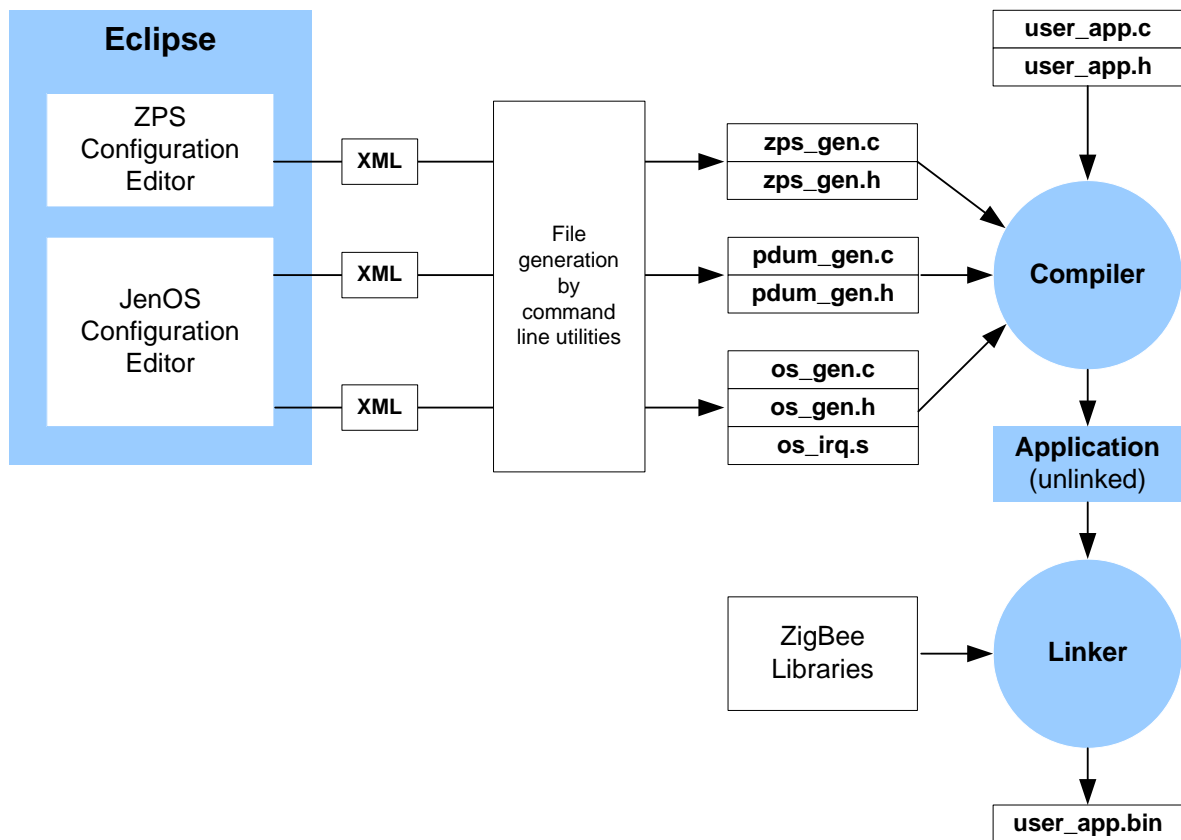 Eclipse
ZPS
Configuration
Editor
JenOS
Configuration
Editor
XML
XML
XML
File
generation
by
command
line utilities
zps_gen.c
zps_gen.h
pdum_gen.c
pdum_gen.h
os_gen.c
os_gen.h
os_irq.s
user_app.c
user_app.h
Compiler
Application
(unlinked)
ZigBee
Libraries
Linker
user_app.bin